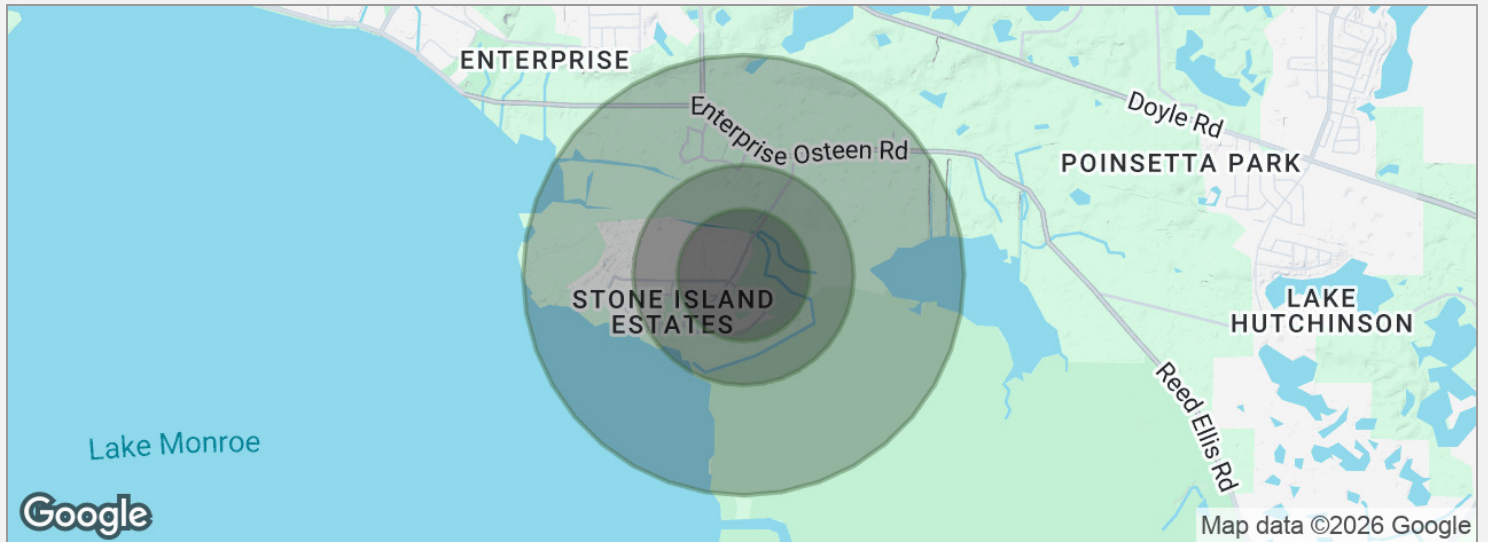 ENTERPRISE
Enterprise Osteen Rd
Doyle Rd
POINSETTA PARK
STONE ISLAND
ESTATES
LAKE
HUTCHINSON
Reed Ellis Rd
Lake Monroe
Google
Map data ©2026 Google